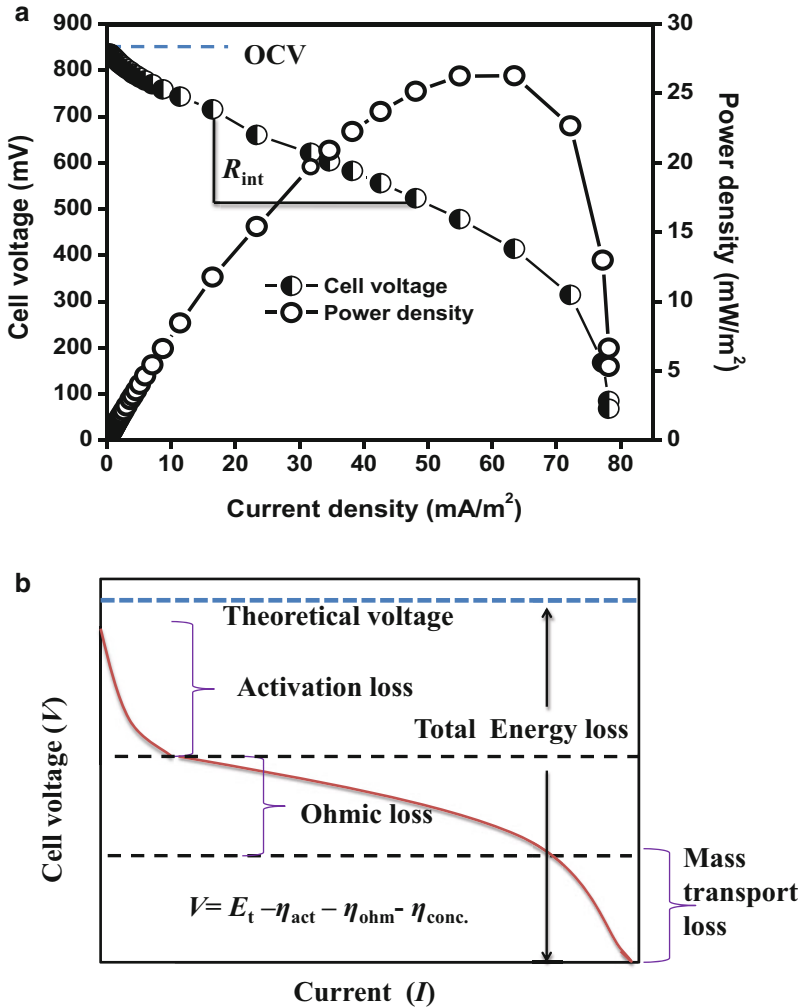 a
900
800
700
600
500
400
300
200
100
0
Cell voltage (mV)
OCV
R_int
Cell voltage
Power density
30
25
20
15
10
5
0
Power density (mW/m²)
0 10 20 30 40 50 60 70 80
Current density (mA/m²)
b
Theoretical voltage
Activation loss
Total Energy loss
Ohmic loss
Mass
transport
loss
V= E_t –η_act – η_ohm- η_conc.
Cell voltage (V)
Current (I)